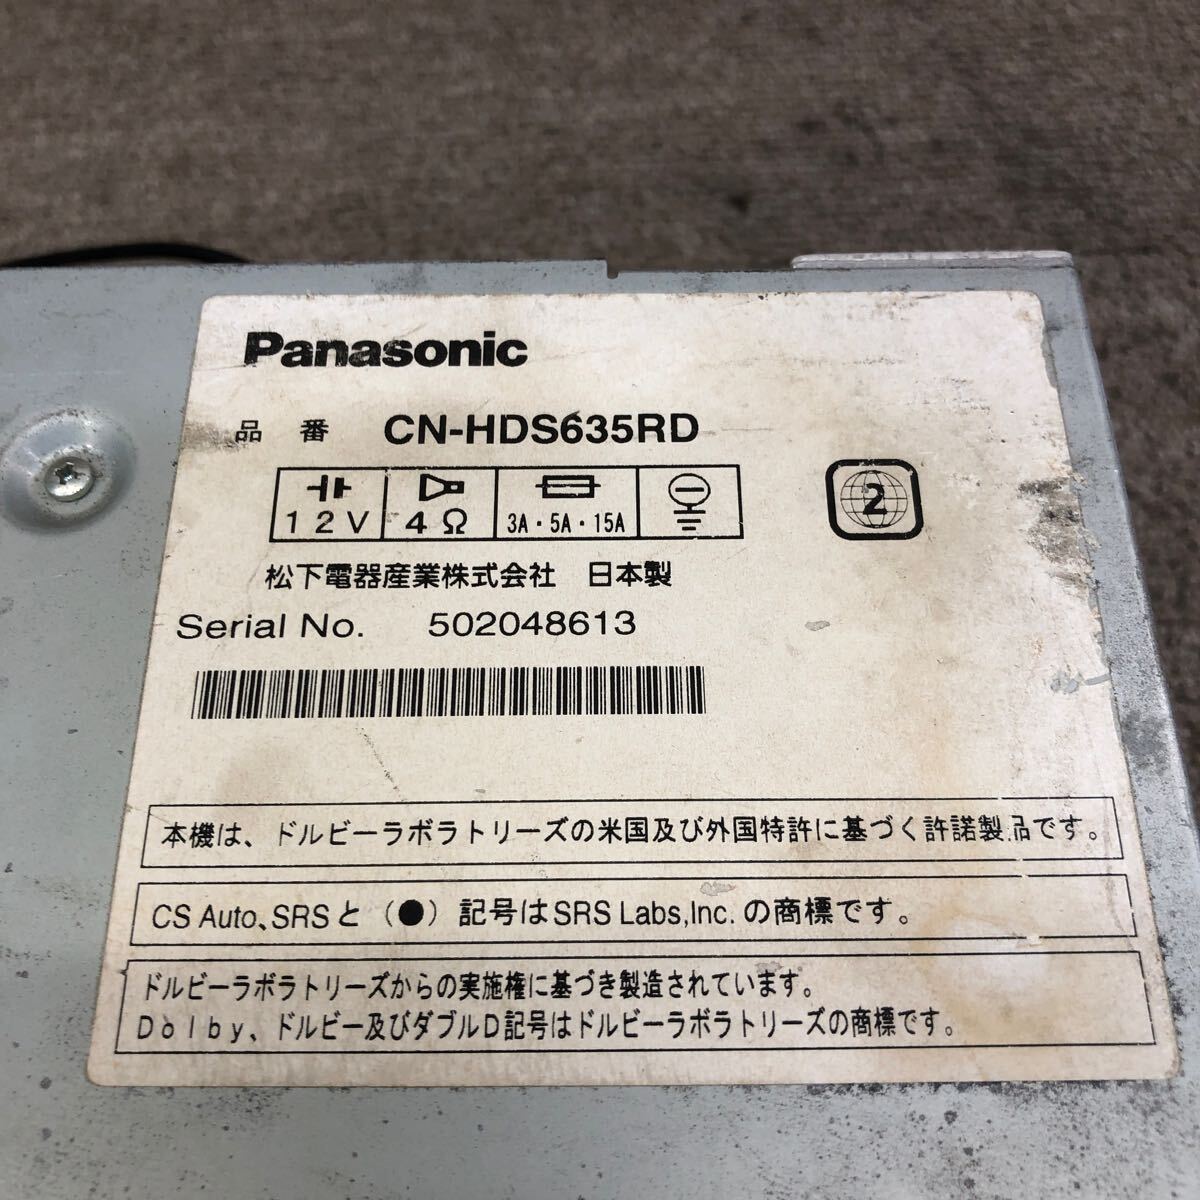 Panasonic
品 番 CN-HDS635RD
12V 4Ω 3A・5A・15A
2
松下電器産業株式会社 日本製
Serial No. 502048613
本機は、ドルビーラボラトリーズの米国及び外国特許に基づく許諾製品です。
CS Auto、SRSと（●）記号はSRS Labs,Inc.の商標です。
ドルビーラボラトリーズからの実施権に基づき製造されています。
Dolby、ドルビー及びダブルD記号はドルビーラボラトリーズの商標です。